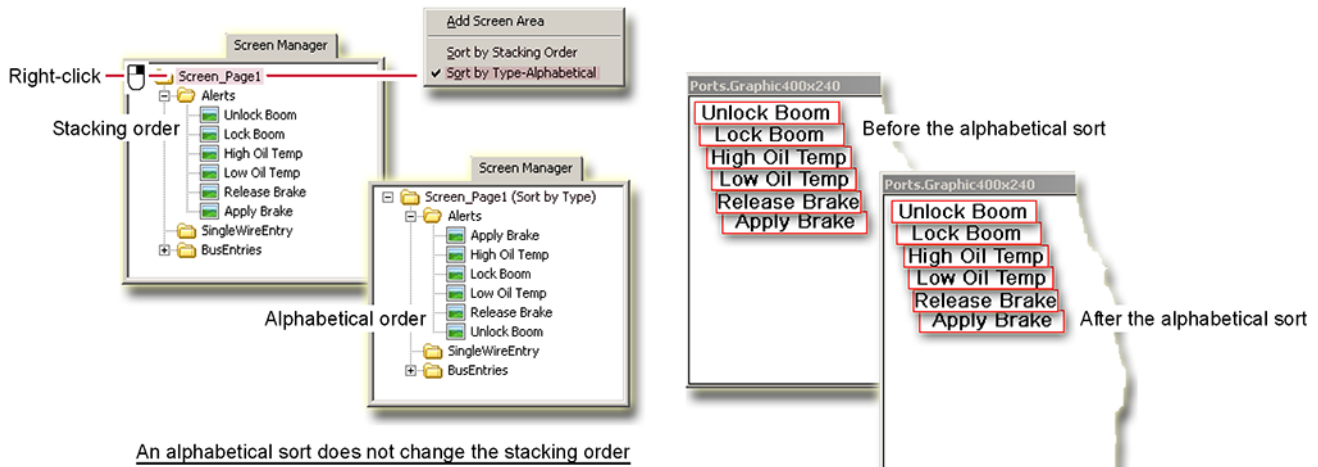 Add Screen Area
Sort by Stacking Order
Sort by Type-Alphabetical
Screen Manager
Right-click
Screen_Page1
Alerts
Stacking order
Unlock Boom
Lock Boom
High Oil Temp
Low Oil Temp
Release Brake
Apply Brake
SingleWireEntry
BusEntries
Screen Manager
Screen_Page1 (Sort by Type)
Alerts
Apply Brake
High Oil Temp
Lock Boom
Low Oil Temp
Release Brake
Unlock Boom
SingleWireEntry
BusEntries
Alphabetical order
An alphabetical sort does not change the stacking order
Ports.Graphic400x240
Unlock Boom
Lock Boom
High Oil Temp
Low Oil Temp
Release Brake
Apply Brake
Before the alphabetical sort
Ports.Graphic400x240
Unlock Boom
Lock Boom
High Oil Temp
Low Oil Temp
Release Brake
Apply Brake
After the alphabetical sort